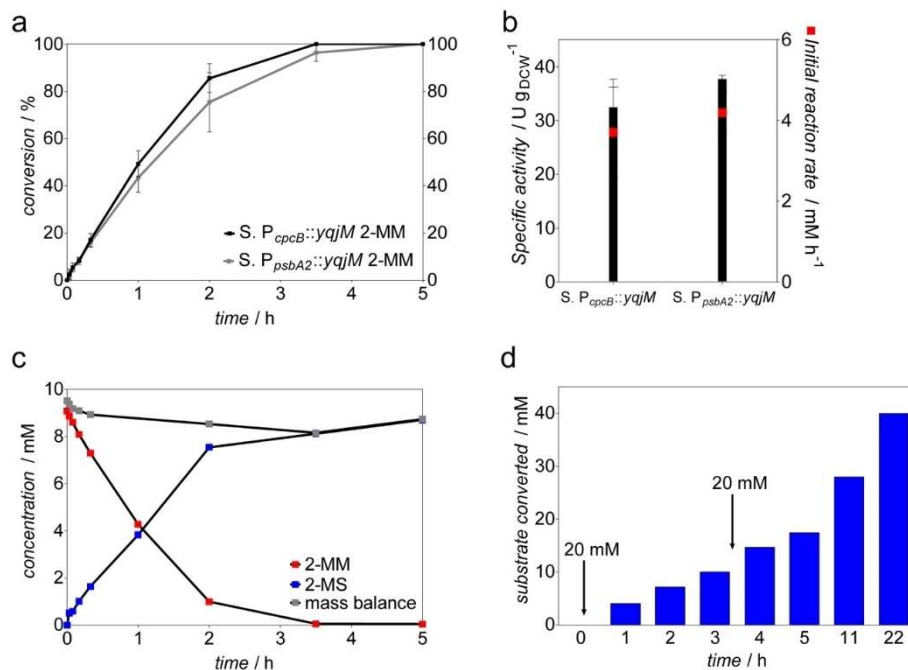 a
100
80
60
40
20
0
conversion / %
100
80
60
40
20
0
S. PcpcB::yqjM 2-MM
S. PpsbA2::yqjM 2-MM
0 1 2 3 4 5
time / h
b
40
30
20
10
0
Specific activity / U gDCW-1
6
4
2
0
Initial reaction rate / mM h-1
S. PcpcB::yqjM S. PpsbA2::yqjM
c
10
8
6
4
2
0
concentration / mM
2-MM
2-MS
mass balance
0 1 2 3 4 5
time / h
d
40
30
20
10
0
substrate converted / mM
20 mM
20 mM
0 1 2 3 4 5 11 22
time / h